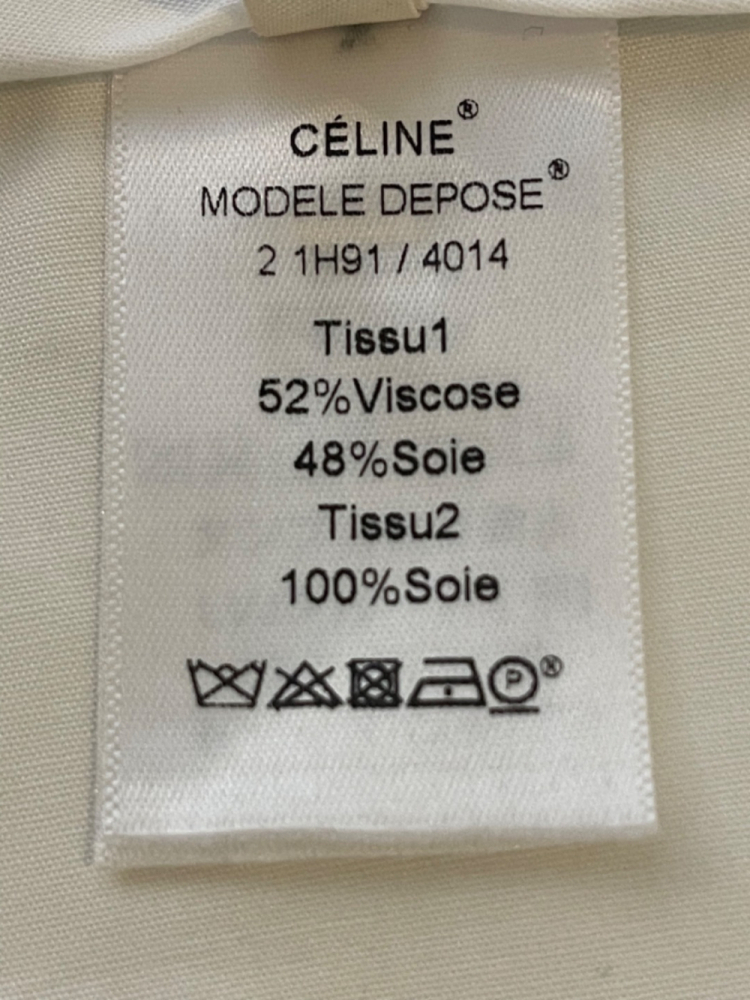 CÉLINE®
MODELE DEPOSE®
2 1H91 / 4014
Tissu1
52%Viscose
48%Soie
Tissu2
100%Soie
P®